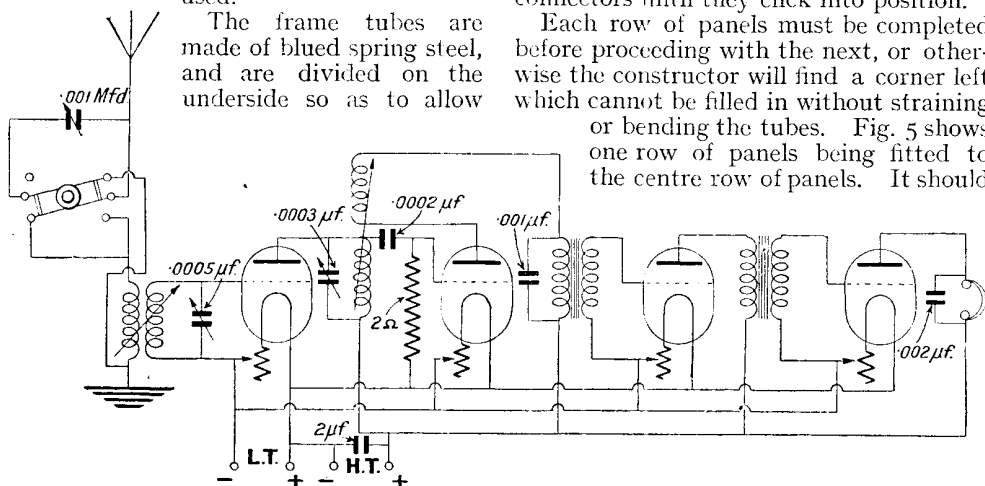 used.
The frame tubes are
made of blued spring steel,
and are divided on the
underside so as to allow
connectors until they click into position.
Each row of panels must be completed
before proceeding with the next, or other-
wise the constructor will find a corner left
which cannot be filled in without straining
or bending the tubes. Fig. 5 shows
one row of panels being fitted to
the centre row of panels. It should
.001 Mfd
.0003 μf.
.0002 μf
.001 μf.
.0005 μf.
2Ω
.002 μf.
2 μf
L.T.
H.T.
- + - +